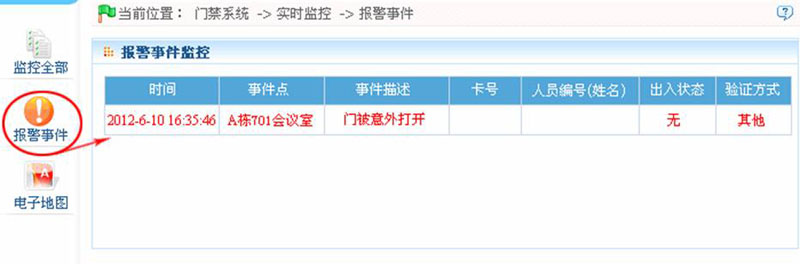 当前位置： 门禁系统 -> 实时监控 -> 报警事件
监控全部
报警事件
电子地图
报警事件监控
时间 事件点 事件描述 卡号 人员编号(姓名) 出入状态 验证方式
2012-6-10 16:35:46 A栋701会议室 门被意外打开 无 其他